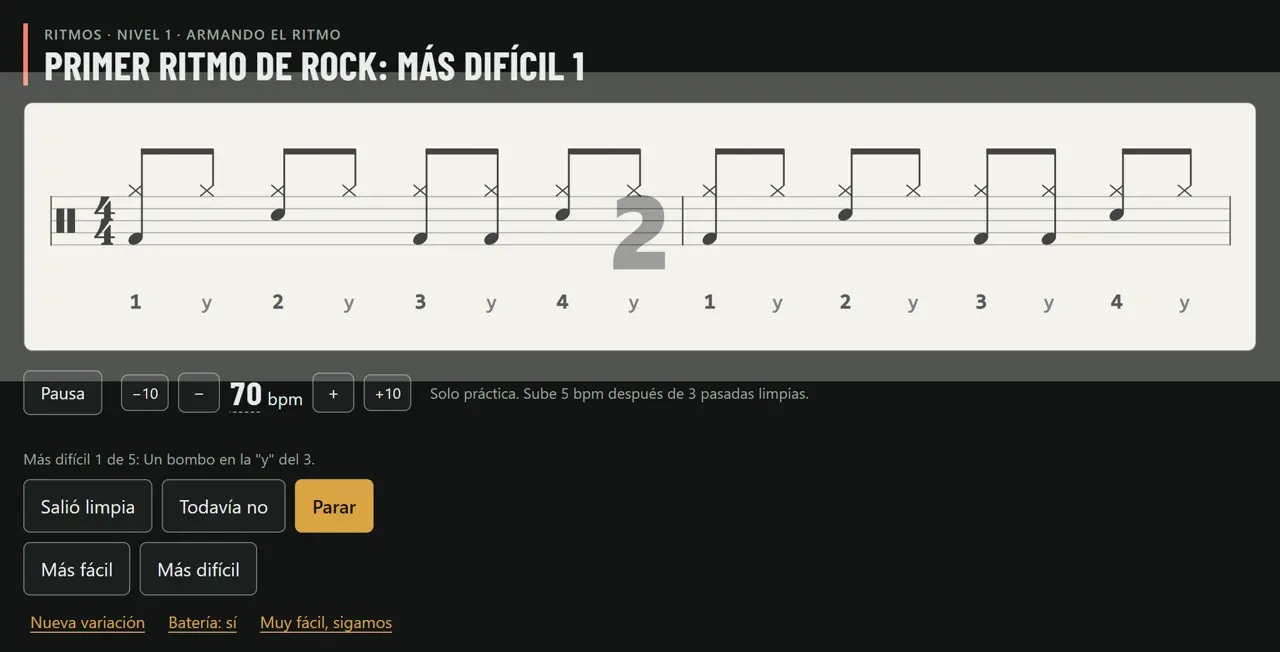 RITMOS · NIVEL 1 · ARMANDO EL RITMO
PRIMER RITMO DE ROCK: MÁS DIFÍCIL 1
4
4
2
1 y 2 y 3 y 4 y 1 y 2 y 3 y 4 y
Pausa −10 − 70 bpm + +10 Solo práctica. Sube 5 bpm después de 3 pasadas limpias.
Más difícil 1 de 5: Un bombo en la "y" del 3.
Salió limpia Todavía no Parar
Más fácil Más difícil
Nueva variación Batería: sí Muy fácil, sigamos